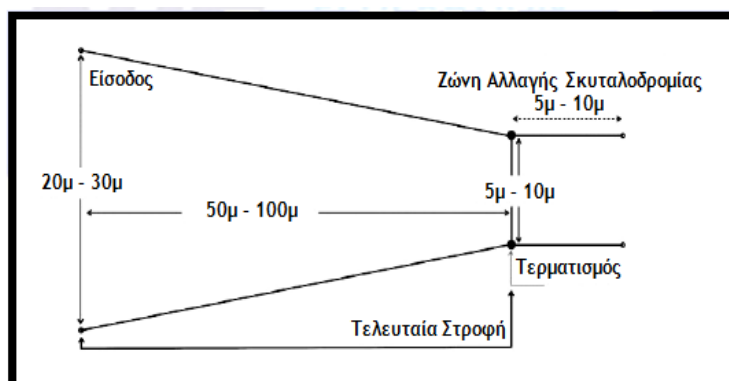 Είσοδος
Ζώνη Αλλαγής Σκυταλοδρομίας
5μ - 10μ
20μ - 30μ
50μ - 100μ
5μ - 10μ
Τερματισμός
Τελευταία Στροφή